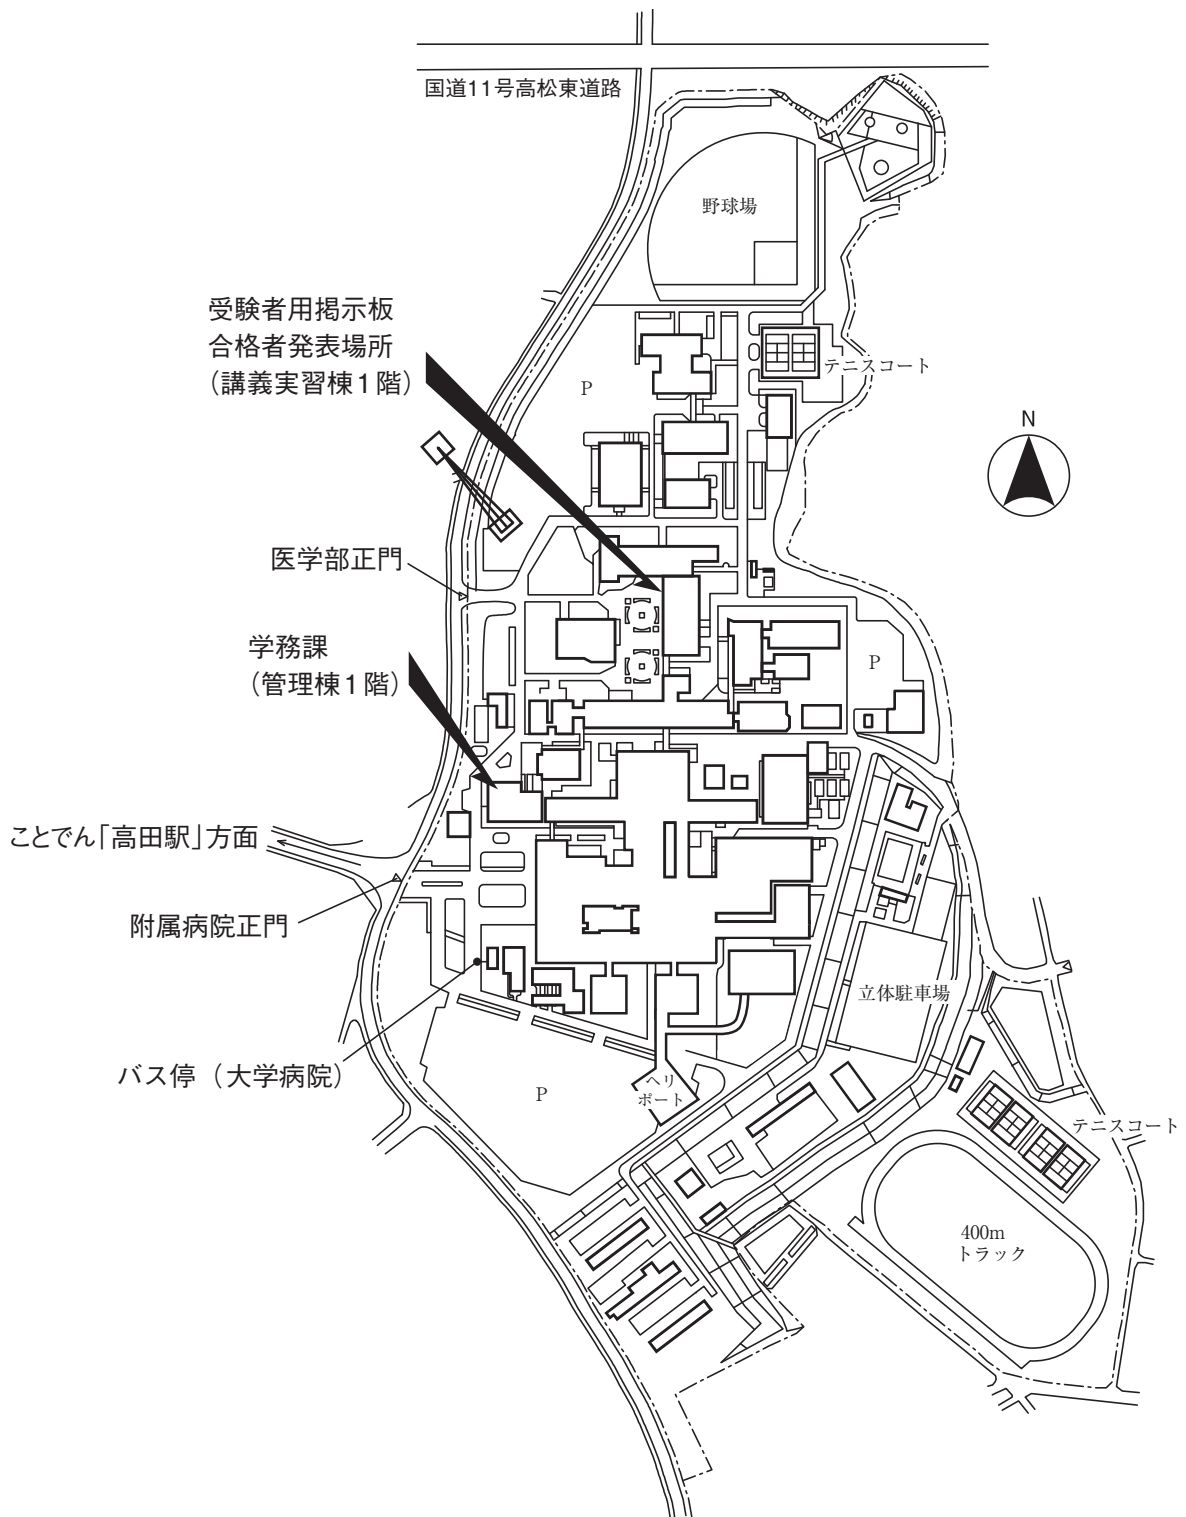 国道11号高松東道路
野球場
受験者用掲示板
合格者発表場所
（講義実習棟1階）
テニスコート
P
N
医学部正門
学務課
（管理棟1階）
P
ことでん「高田駅」方面
附属病院正門
立体駐車場
バス停（大学病院）
P
ヘリ
ポート
テニスコート
400m
トラック